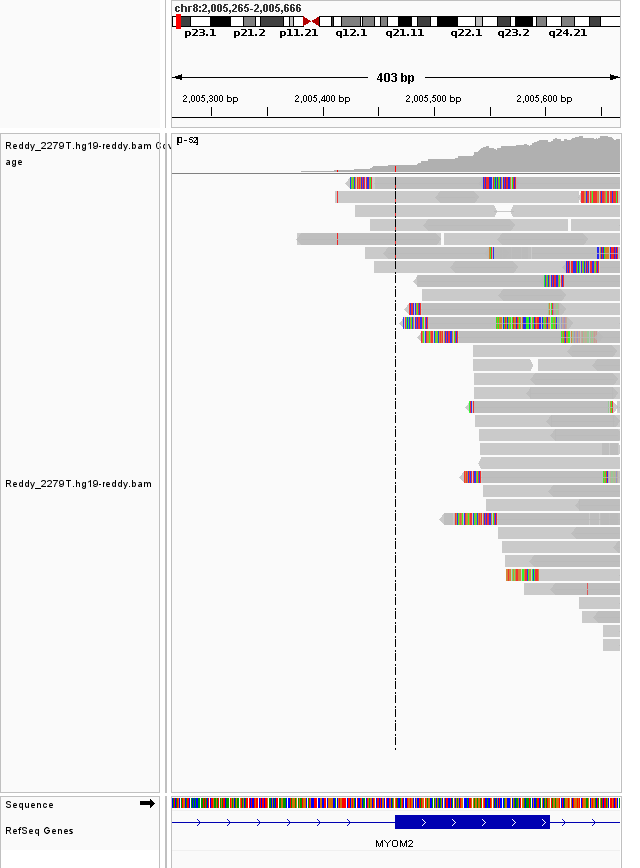 chr8:2,005,265-2,005,666
p23.1 p21.2 p11.21 q12.1 q21.11 q22.1 q23.2 q24.21
403 bp
2,005,300 bp 2,005,400 bp 2,005,500 bp 2,005,600 bp
Reddy_2279T.hg19-reddy.bam Cov
age
[0-52]
Reddy_2279T.hg19-reddy.bam
Sequence
RefSeq Genes
MYOM2